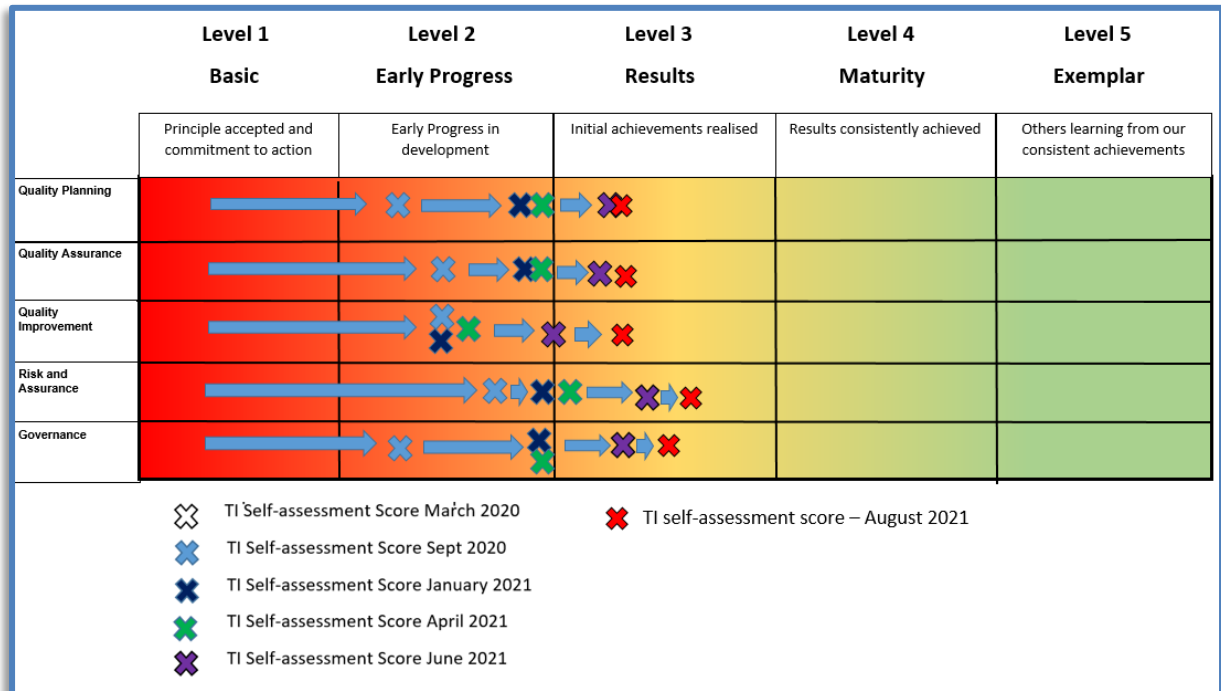 Level 1
Level 2
Level 3
Level 4
Level 5
Basic
Early Progress
Results
Maturity
Exemplar
Principle accepted and
commitment to action
Early Progress in
development
Initial achievements realised
Results consistently achieved
Others learning from our
consistent achievements
Quality Planning
Quality Assurance
Quality
Improvement
Risk and
Assurance
Governance
TI Self-assessment Score March 2020
TI self-assessment score – August 2021
TI Self-assessment Score Sept 2020
TI Self-assessment Score January 2021
TI Self-assessment Score April 2021
TI Self-assessment Score June 2021